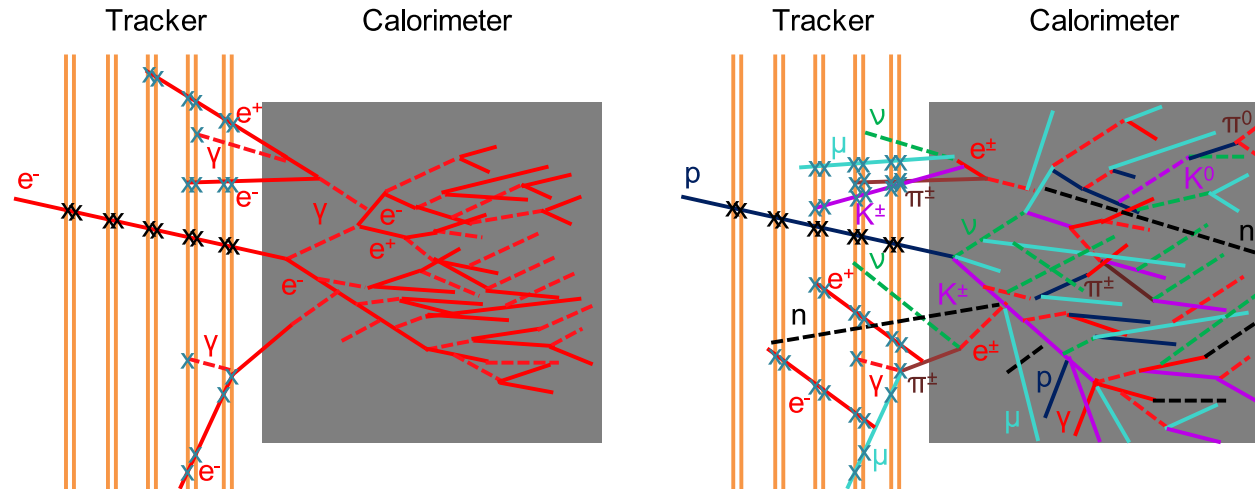 Tracker Calorimeter
e⁺
γ
e⁻
e⁻
γ
e⁻
e⁺
e⁻
γ
e⁻
Tracker Calorimeter
ν
π⁰
μ
e±
p
K⁰
π±
K±
ν
n
ν
e⁺
π±
K±
n
e±
γ
π±
p
e⁻
γ
μ
μ